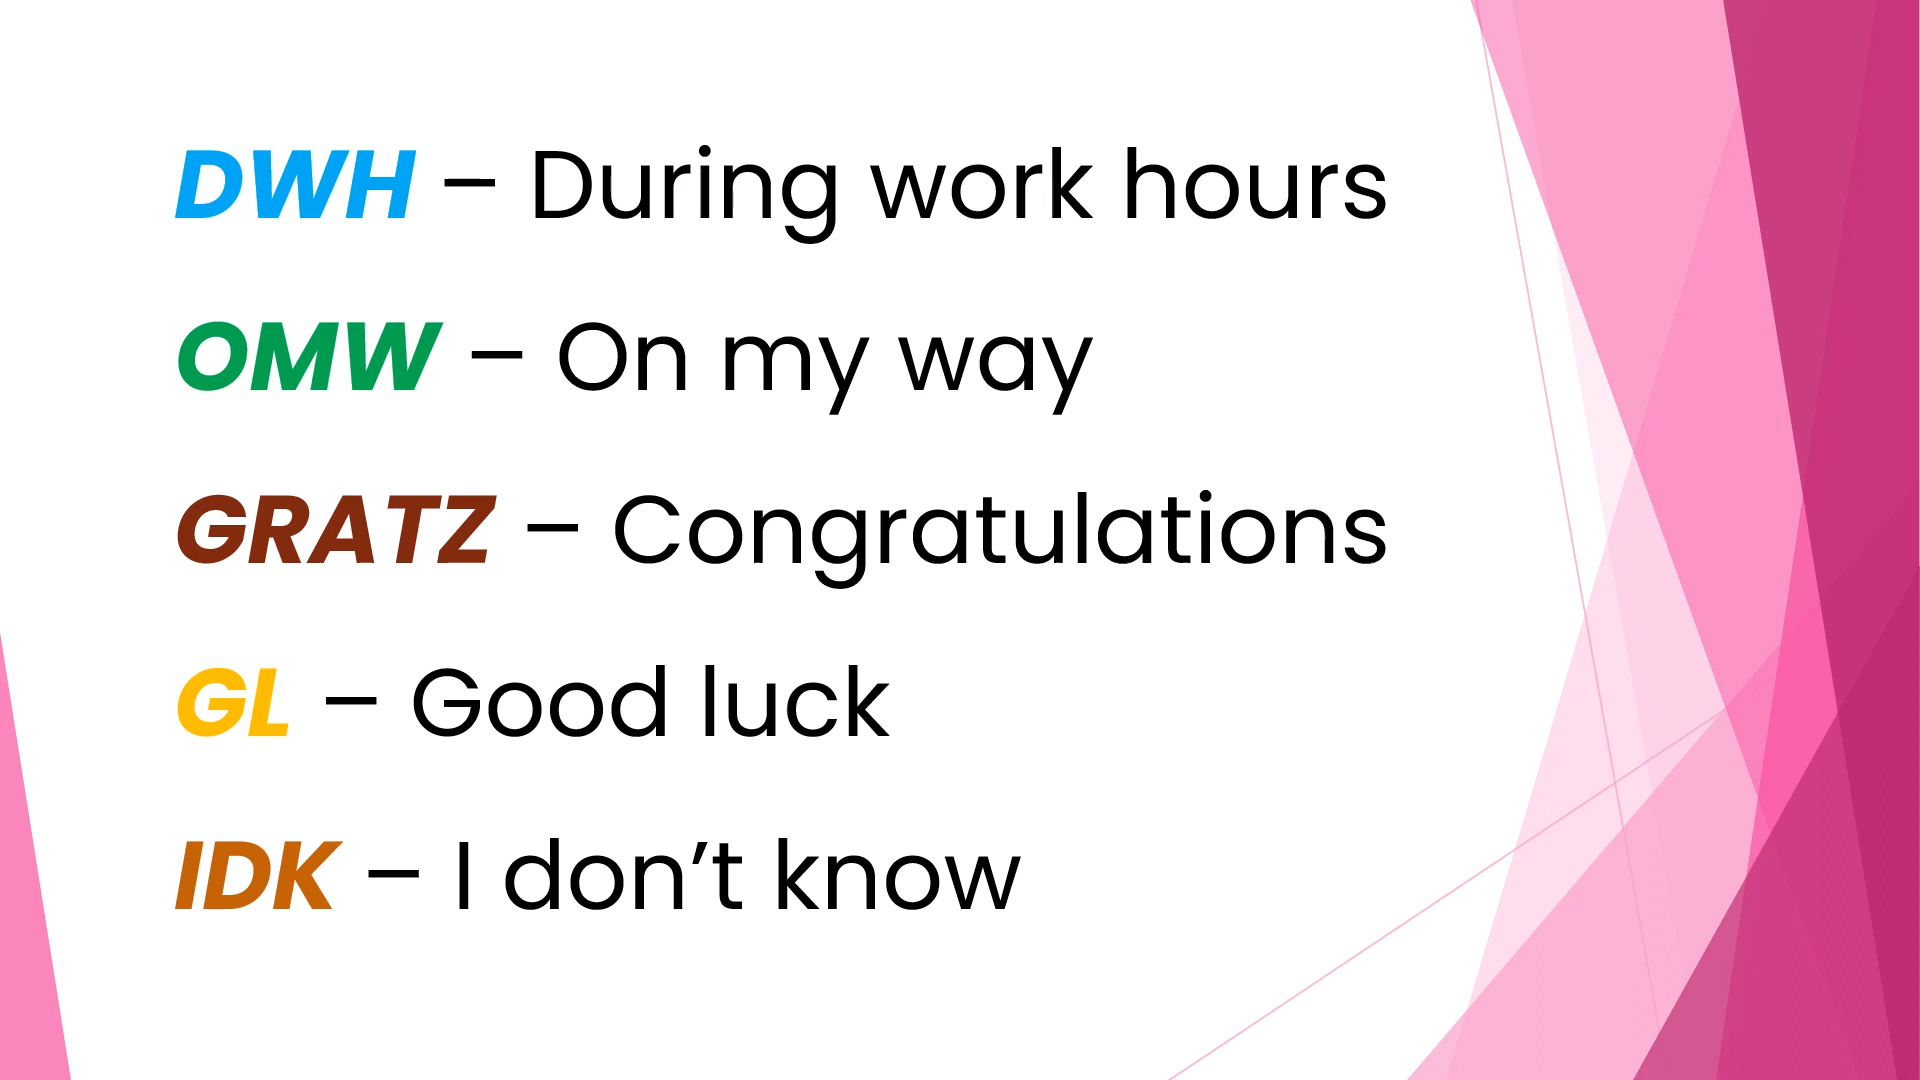 DWH – During work hours
OMW – On my way
GRATZ – Congratulations
GL – Good luck
IDK – I don’t know